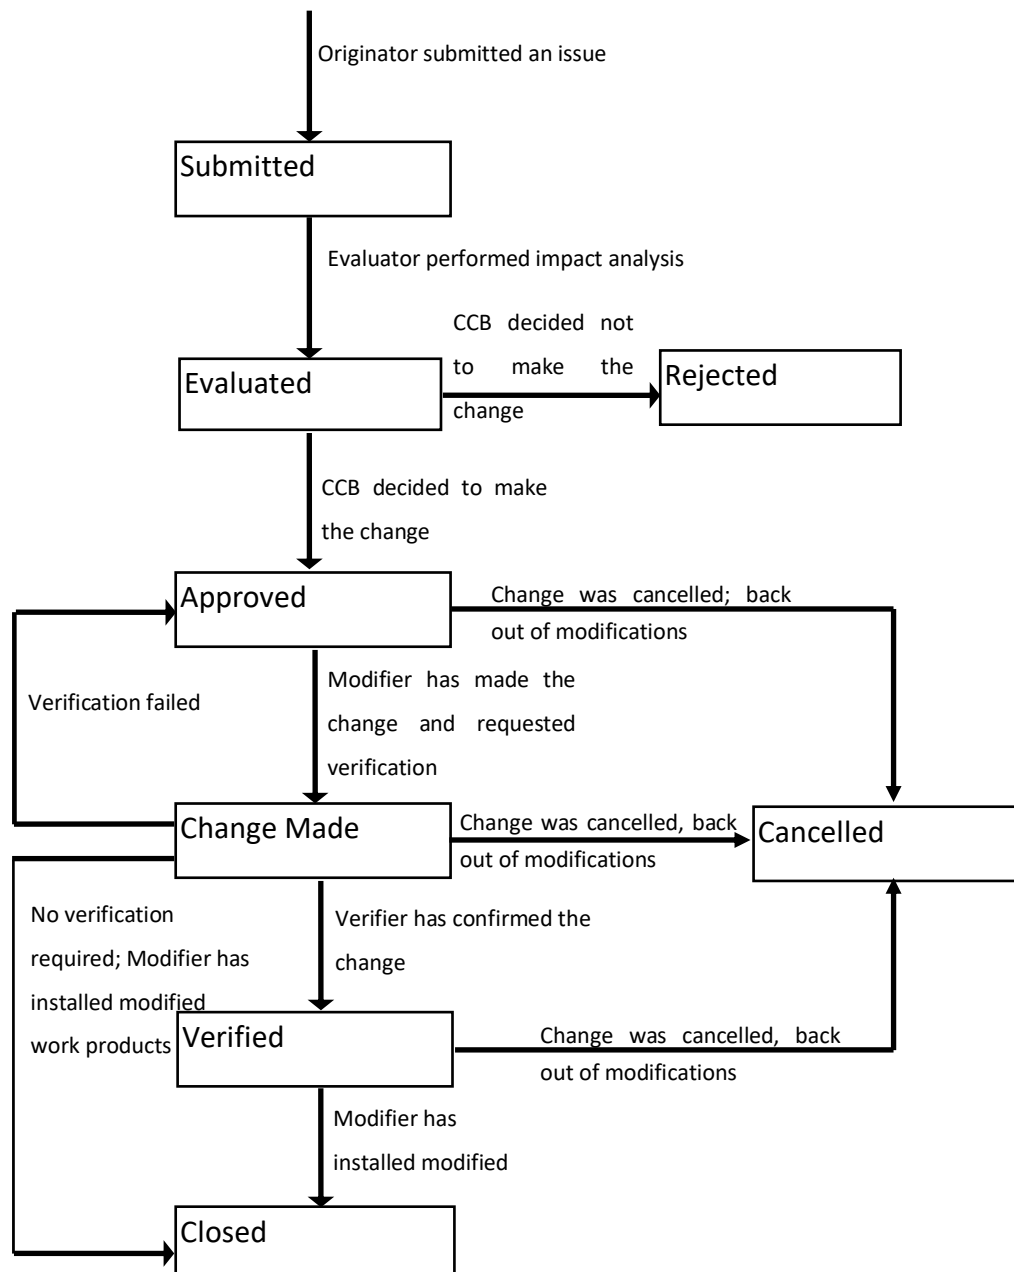 Originator submitted an issue
Submitted
Evaluator performed impact analysis
CCB decided not
to make the
change
Evaluated
Rejected
CCB decided to make
the change
Approved
Change was cancelled; back
out of modifications
Verification failed
Modifier has made the
change and requested
verification
Change Made
Change was cancelled, back
out of modifications
Cancelled
No verification
required; Modifier has
installed modified
work products
Verifier has confirmed the
change
Verified
Change was cancelled, back
out of modifications
Modifier has
installed modified
Closed